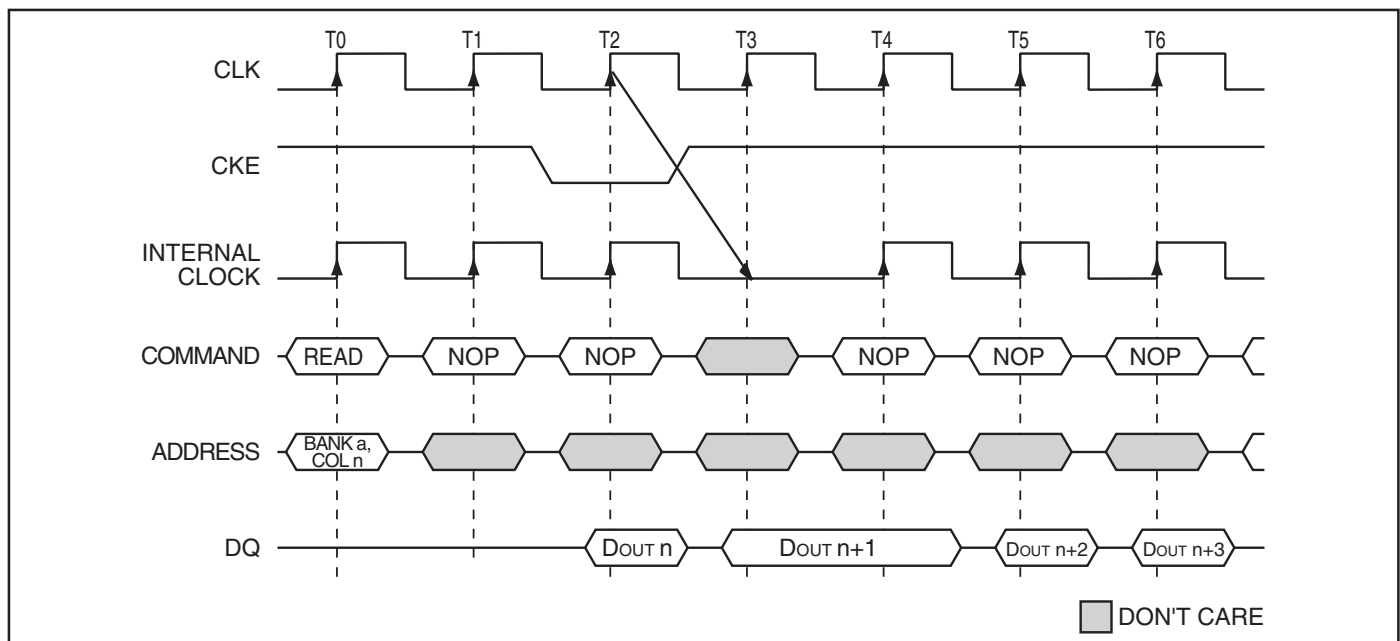 T0 T1 T2 T3 T4 T5 T6
CLK
CKE
INTERNAL
CLOCK
COMMAND READ NOP NOP NOP NOP NOP
ADDRESS BANK a,
COL n
DQ DOUT n DOUT n+1 DOUT n+2 DOUT n+3
DON'T CARE